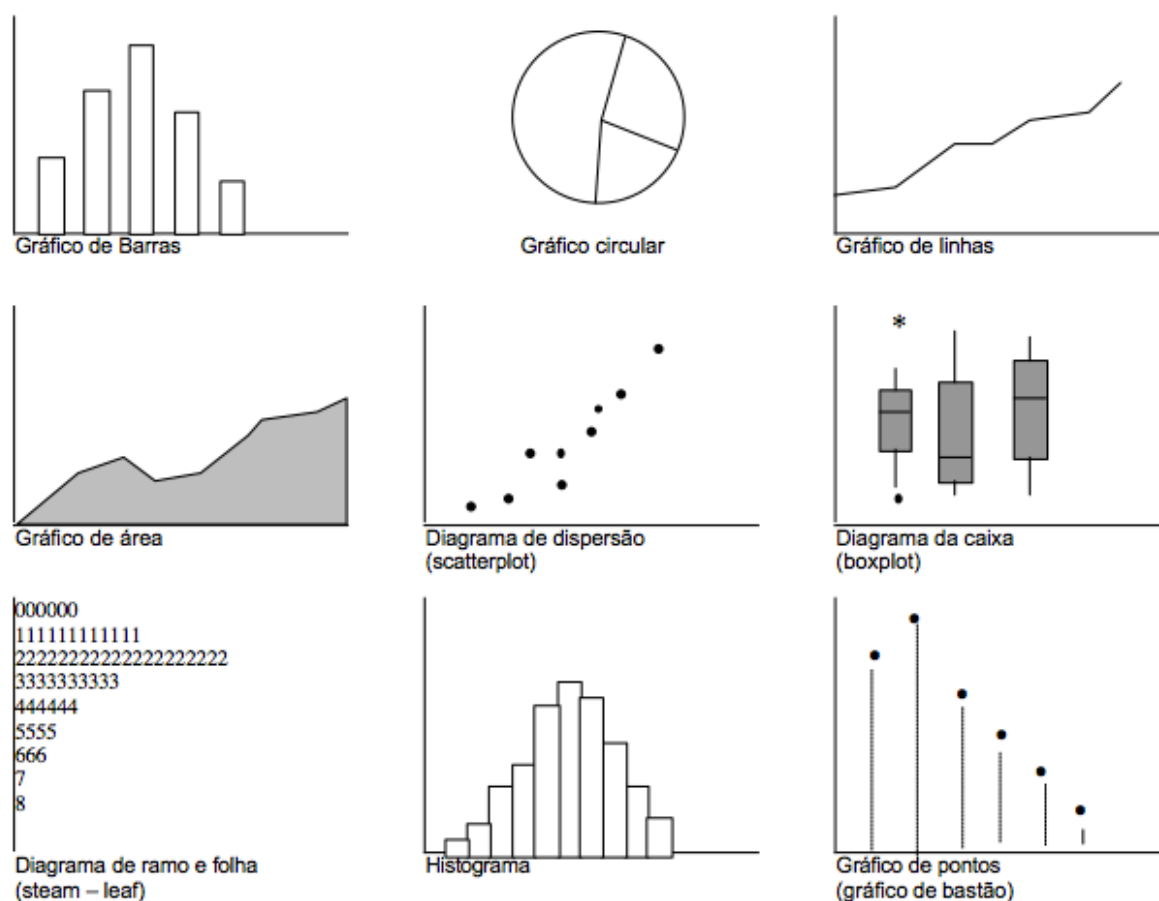 Gráfico de Barras
Gráfico circular
Gráfico de linhas
*
Gráfico de área
Diagrama de dispersão
(scatterplot)
Diagrama da caixa
(boxplot)
000000
111111111111
22222222222222222222
3333333333
444444
5555
666
7
8
Diagrama de ramo e folha
(steam – leaf)
Histograma
Gráfico de pontos
(gráfico de bastão)